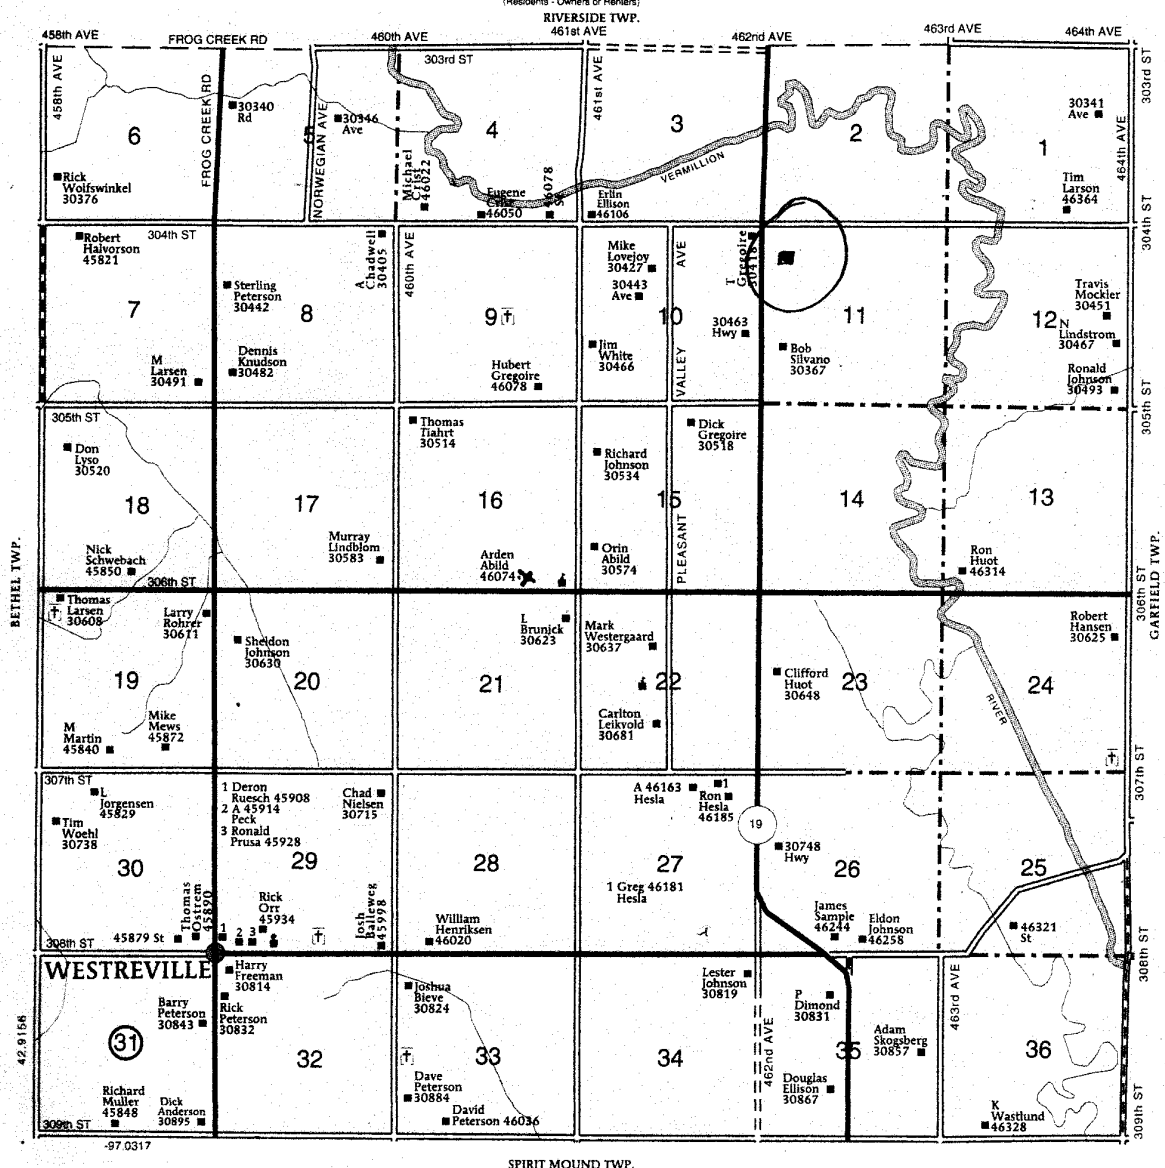 (Residents - Owners or Renters)
RIVERSIDE TWP.
458th AVE
FROG CREEK RD
460th AVE
461st AVE
462nd AVE
463rd AVE
464th AVE
303rd ST
458th AVE
FROG CREEK RD
NORWEGIAN AVE
461st AVE
464th AVE
303rd ST
6
30340
Rd
5
30346
Ave
4
3
2
1
30341
Ave
VERMILLION
Rick
Wolfswinkel
30376
Michael
Crist
46022
Eugene
Crist
46050
46078
St
Erlin
Ellison
46106
Tim
Larson
46364
304th ST
304th ST
Robert
Halvorson
45821
7
Sterling
Peterson
30442
8
A
Chadwell
30405
460th AVE
9
Mike
Lovejoy
30427
30443
Ave
10
AVE
T
Gregoire
30418
11
Travis
Mockler
30451
12
N
Lindstrom
30467
M
Larsen
30491
Dennis
Knudson
30482
Hubert
Gregoire
46078
Jim
White
30466
30463
Hwy
VALLEY
Bob
Silvano
30367
Ronald
Johnson
30493
305th ST
305th ST
Don
Lyso
30520
Thomas
Tiahrt
30514
Richard
Johnson
30534
Dick
Gregoire
30518
18
17
16
15
14
13
Nick
Schwebach
45850
Murray
Lindblom
30583
Arden
Abild
46074
Orin
Abild
30574
PLEASANT
Ron
Huot
46314
BETHEL TWP.
GARFIELD TWP.
306th ST
306th ST
Thomas
Larsen
30608
Larry
Rohrer
30611
Sheldon
Johnson
30630
L
Brunick
30623
Mark
Westergaard
30637
Robert
Hansen
30625
19
20
21
22
Clifford
Huot
30648
23
24
M
Martin
45840
Mike
Mews
45872
Carlton
Leikvold
30681
RIVER
307th ST
307th ST
L
Jorgensen
45829
1 Deron
Ruesch 45908
2 A 45914
Peck
3 Ronald
Prusa 45928
Chad
Nielsen
30715
A 46163
Hesla
1
Ron
Hesla
46185
Tim
Woehl
30738
19
30748
Hwy
30
29
28
27
26
25
1 Greg 46181
Hesla
Thomas
Ostrem
45890
45879 St
1
2
3
Rick
Orr
45934
Josh
Balleweg
45998
William
Henriksen
46020
James
Sample
46244
Eldon
Johnson
46258
46321
St
308th ST
308th ST
WESTREVILLE
Harry
Freeman
30814
Rick
Peterson
30832
Barry
Peterson
30843
Joshua
Bieve
30824
Lester
Johnson
30819
P
Dimond
30831
463rd AVE
462nd AVE
Adam
Skogsberg
30857
31
32
33
34
35
36
42.9156
Richard
Muller
45848
Dick
Anderson
30895
Dave
Peterson
30884
David
Peterson 46036
Douglas
Ellison
30867
K
Wastlund
46328
309th ST
309th ST
-97.0317
SPIRIT MOUND TWP.